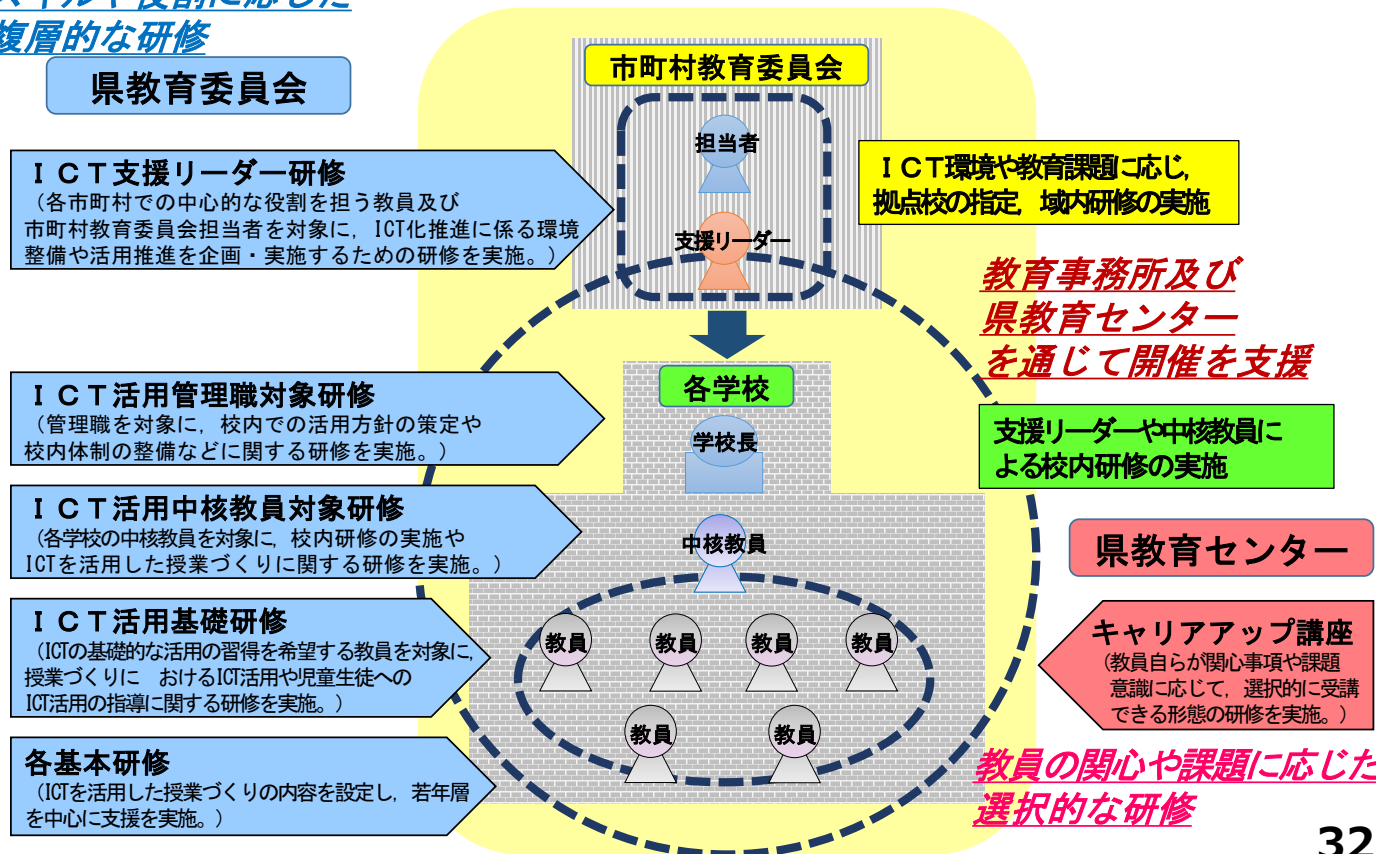 スキルや役割に応じた
複層的な研修
県教育委員会
市町村教育委員会
担当者
支援リーダー
ＩＣＴ支援リーダー研修
（各市町村での中心的な役割を担う教員及び
市町村教育委員会担当者を対象に，ICT化推進に係る環境
整備や活用推進を企画・実施するための研修を実施。）
ＩＣＴ環境や教育課題に応じ，
拠点校の指定，域内研修の実施
教育事務所及び
県教育センター
を通じて開催を支援
ＩＣＴ活用管理職対象研修
（管理職を対象に，校内での活用方針の策定や
校内体制の整備などに関する研修を実施。）
各学校
学校長
支援リーダーや中核教員に
よる校内研修の実施
ＩＣＴ活用中核教員対象研修
（各学校の中核教員を対象に，校内研修の実施や
ICTを活用した授業づくりに関する研修を実施。）
中核教員
県教育センター
ＩＣＴ活用基礎研修
（ICTの基礎的な活用の習得を希望する教員を対象に，
授業づくりに　おけるICT活用や児童生徒への
ICT活用の指導に関する研修を実施。）
教員
教員
教員
教員
教員
教員
キャリアアップ講座
（教員自らが関心事項や課題
意識に応じて，選択的に受講
できる形態の研修を実施。）
各基本研修
（ICTを活用した授業づくりの内容を設定し，若年層
を中心に支援を実施。）
教員の関心や課題に応じた
選択的な研修
32